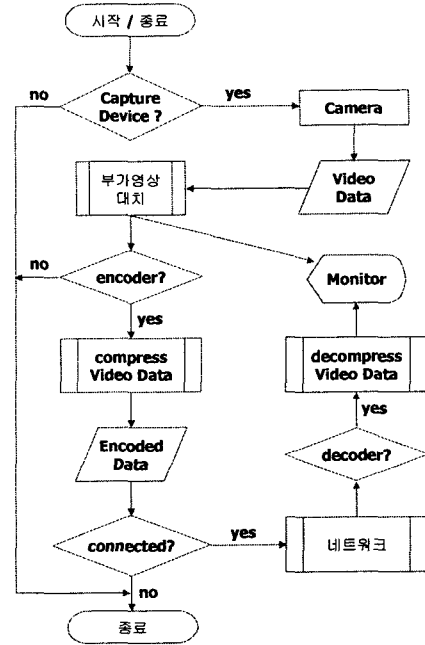 시작 / 종료
no
Capture
Device ?
yes
Camera
부가영상
대치
Video
Data
no
encoder?
Monitor
yes
compress
Video Data
decompress
Video Data
yes
Encoded
Data
decoder?
connected?
yes
네트워크
no
종료